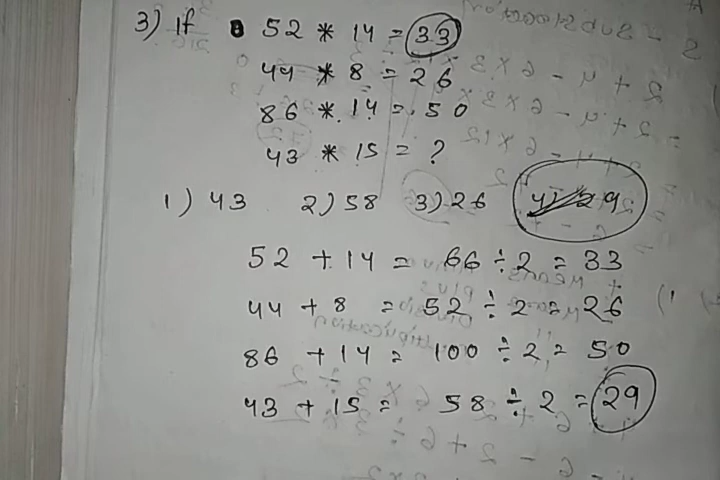 3) If 52 * 14 = 33
44 * 8 = 26
86 * 14 = 50
43 * 15 = ?
1) 43 2) 58 3) 26 4) 29
52 + 14 = 66 ÷ 2 = 33
44 + 8 = 52 ÷ 2 = 26
86 + 14 = 100 ÷ 2 = 50
43 + 15 = 58 ÷ 2 = 29